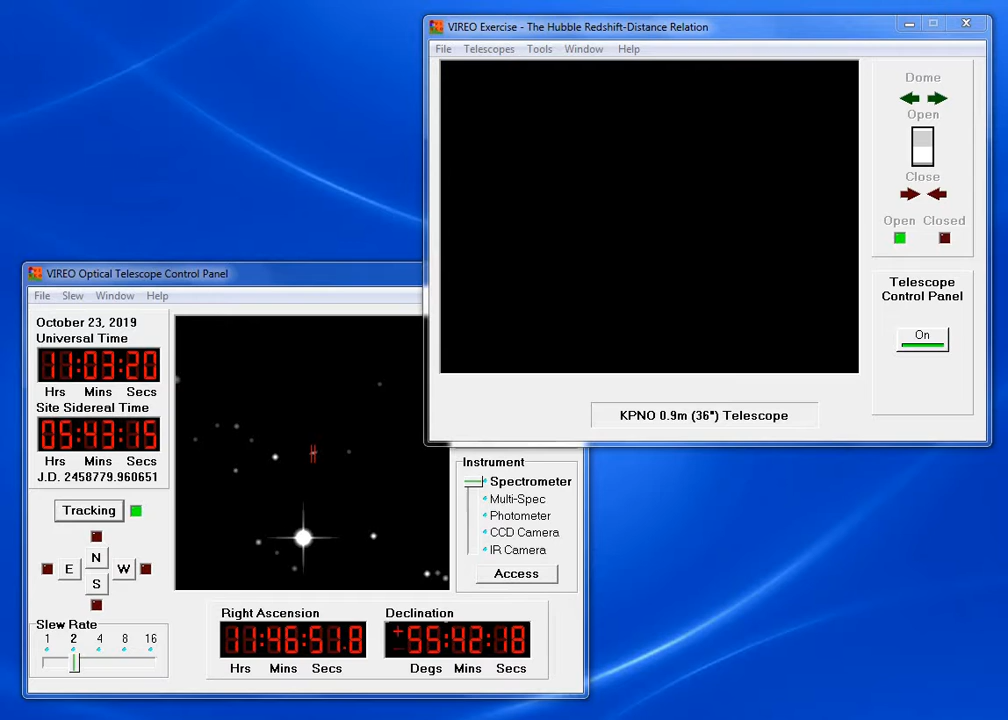 VIREO Exercise - The Hubble Redshift-Distance Relation
File Telescopes Tools Window Help
Dome
Open
Close
Open Closed
Telescope
Control Panel
On
KPNO 0.9m (36") Telescope
VIREO Optical Telescope Control Panel
File Slew Window Help
October 23, 2019
Universal Time
11:03:20
Hrs Mins Secs
Site Sidereal Time
05:43:15
Hrs Mins Secs
J.D. 2458779.960651
Tracking
N
E W
S
Slew Rate
1 2 4 8 16
Instrument
Spectrometer
Multi-Spec
Photometer
CCD Camera
IR Camera
Access
Right Ascension
11:46:51.8
Hrs Mins Secs
Declination
+55:42:18
Degs Mins Secs